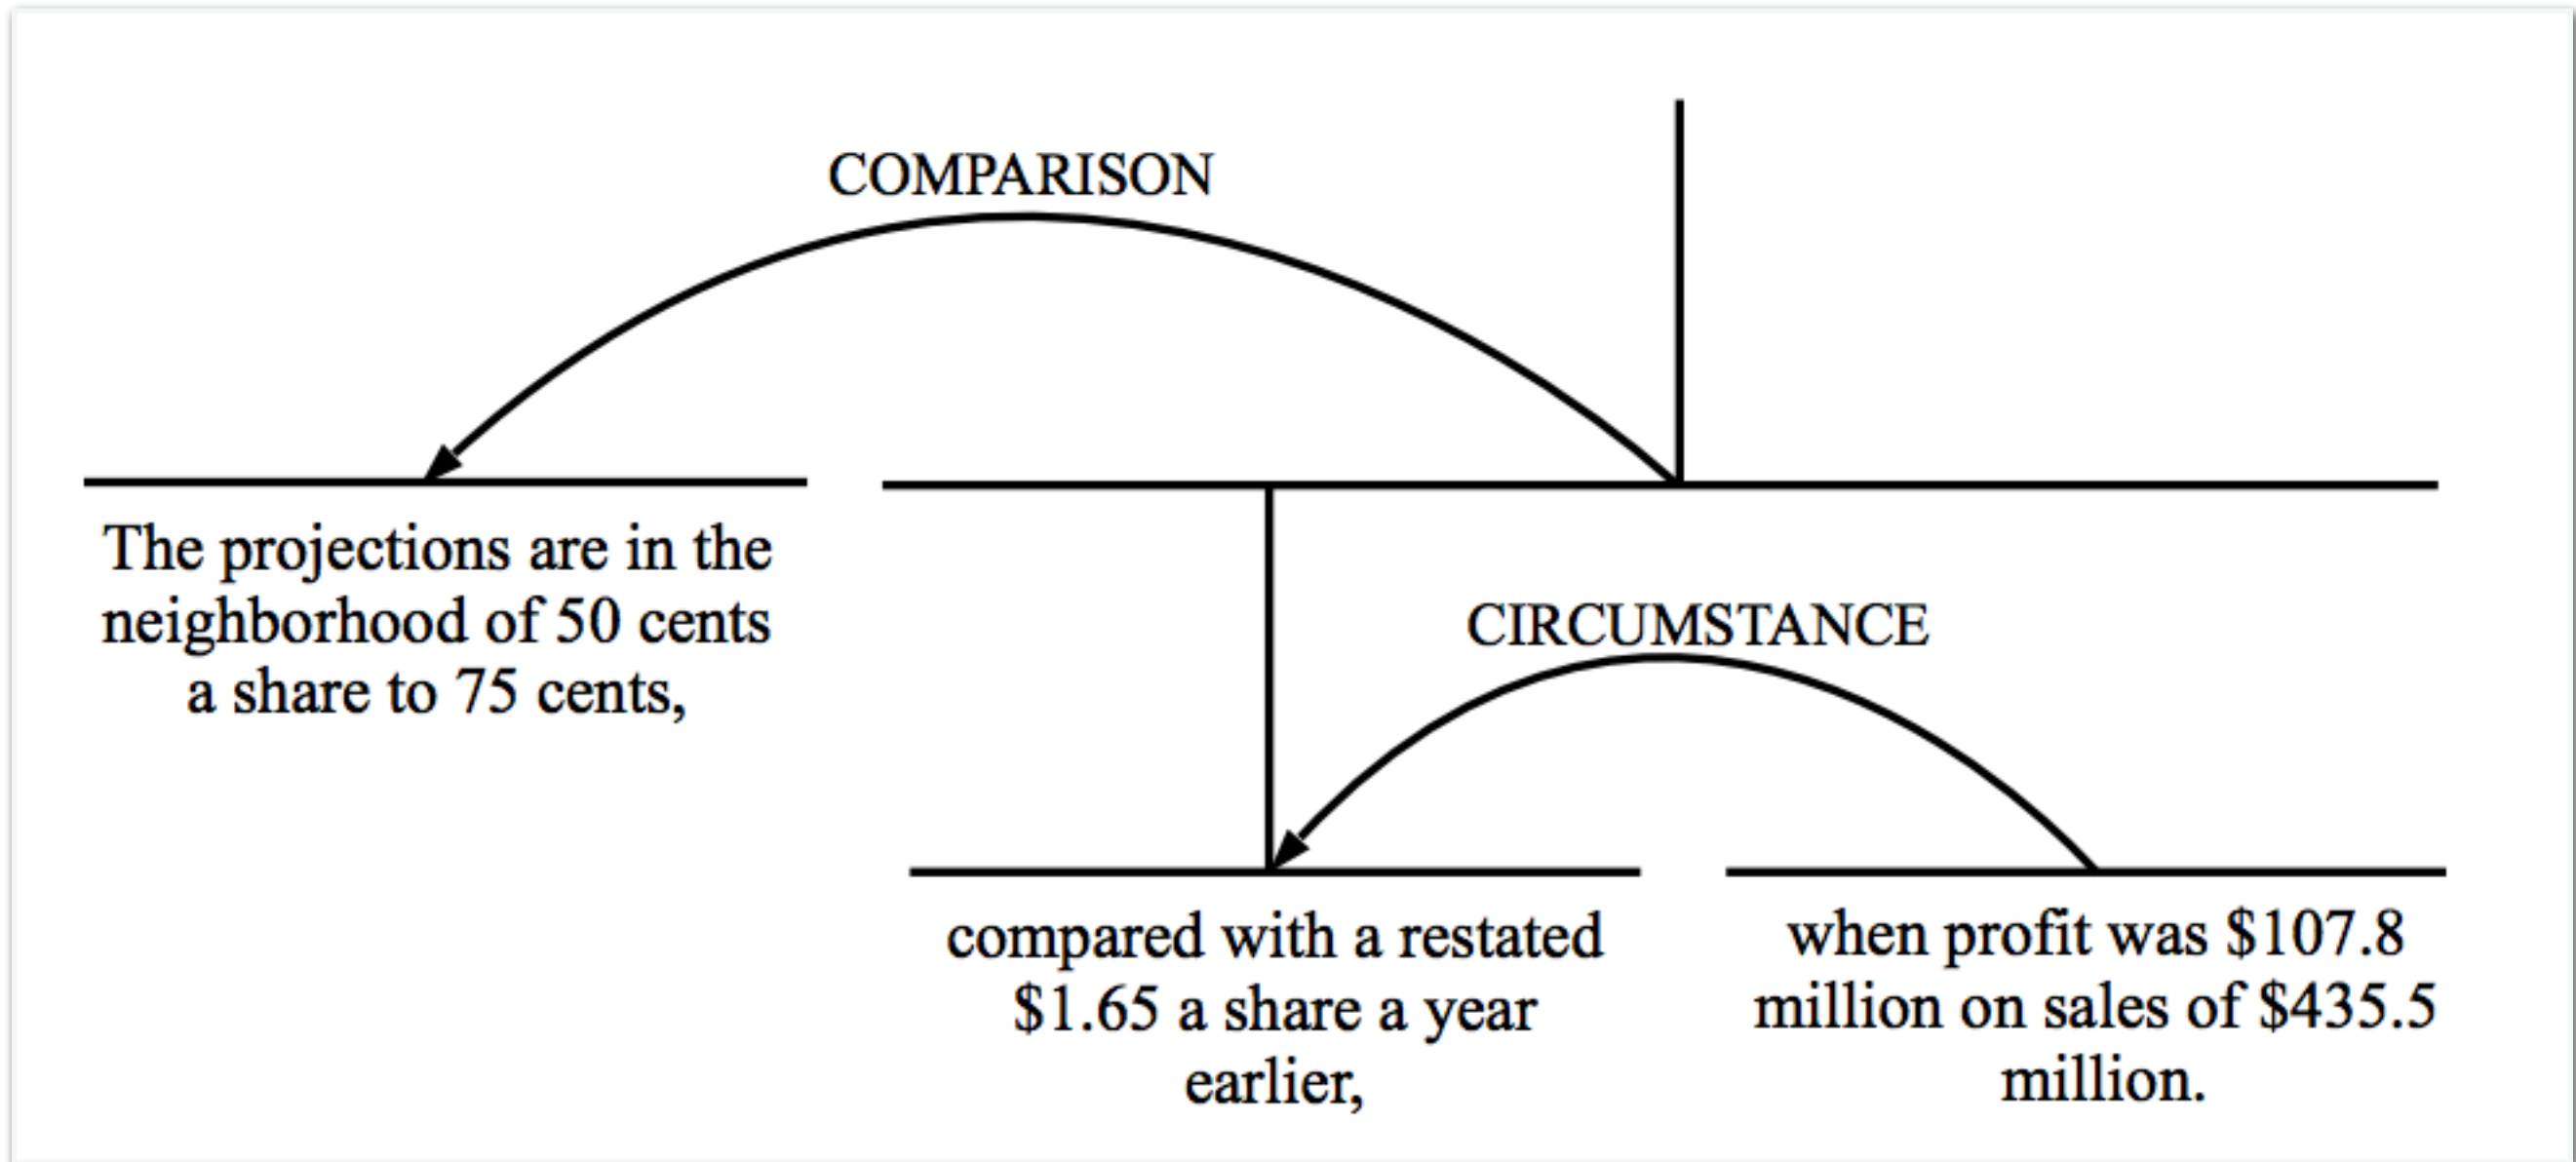 COMPARISON
The projections are in the
neighborhood of 50 cents
a share to 75 cents,
CIRCUMSTANCE
compared with a restated
$1.65 a share a year
earlier,
when profit was $107.8
million on sales of $435.5
million.